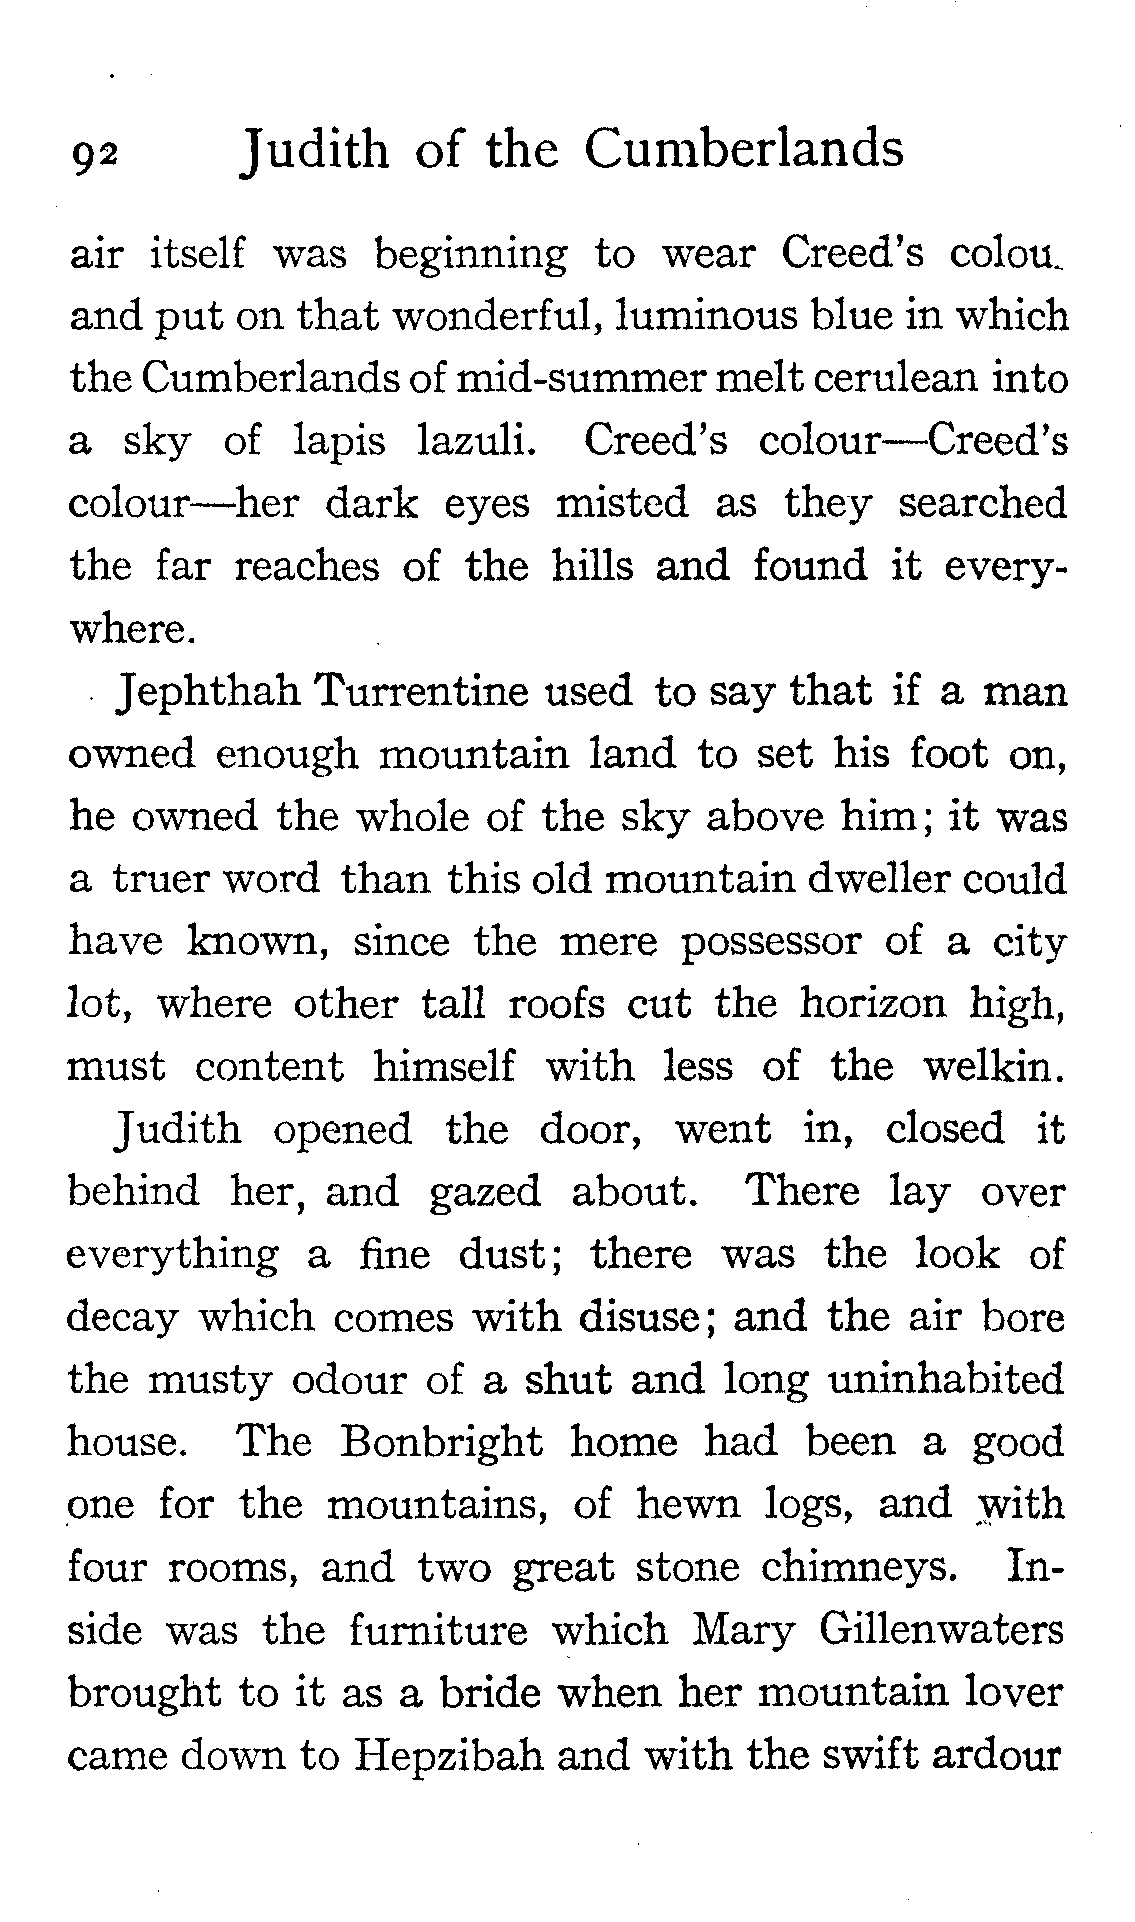 92 Judith of the Cumberlands
air itself was beginning to wear Creed's colou
and put on that wonderful, luminous blue in which
the Cumberlands of mid-summer melt cerulean into
a sky of lapis lazuli. Creed's colour—Creed's
colour—her dark eyes misted as they searched
the far reaches of the hills and found it every-
where.
Jephthah Turrentine used to say that if a man
owned enough mountain land to set his foot on,
he owned the whole of the sky above him; it was
a truer word than this old mountain dweller could
have known, since the mere possessor of a city
lot, where other tall roofs cut the horizon high,
must content himself with less of the welkin.
Judith opened the door, went in, closed it
behind her, and gazed about. There lay over
everything a fine dust; there was the look of
decay which comes with disuse; and the air bore
the musty odour of a shut and long uninhabited
house. The Bonbright home had been a good
one for the mountains, of hewn logs, and with
four rooms, and two great stone chimneys. In-
side was the furniture which Mary Gillenwaters
brought to it as a bride when her mountain lover
came down to Hepzibah and with the swift ardour